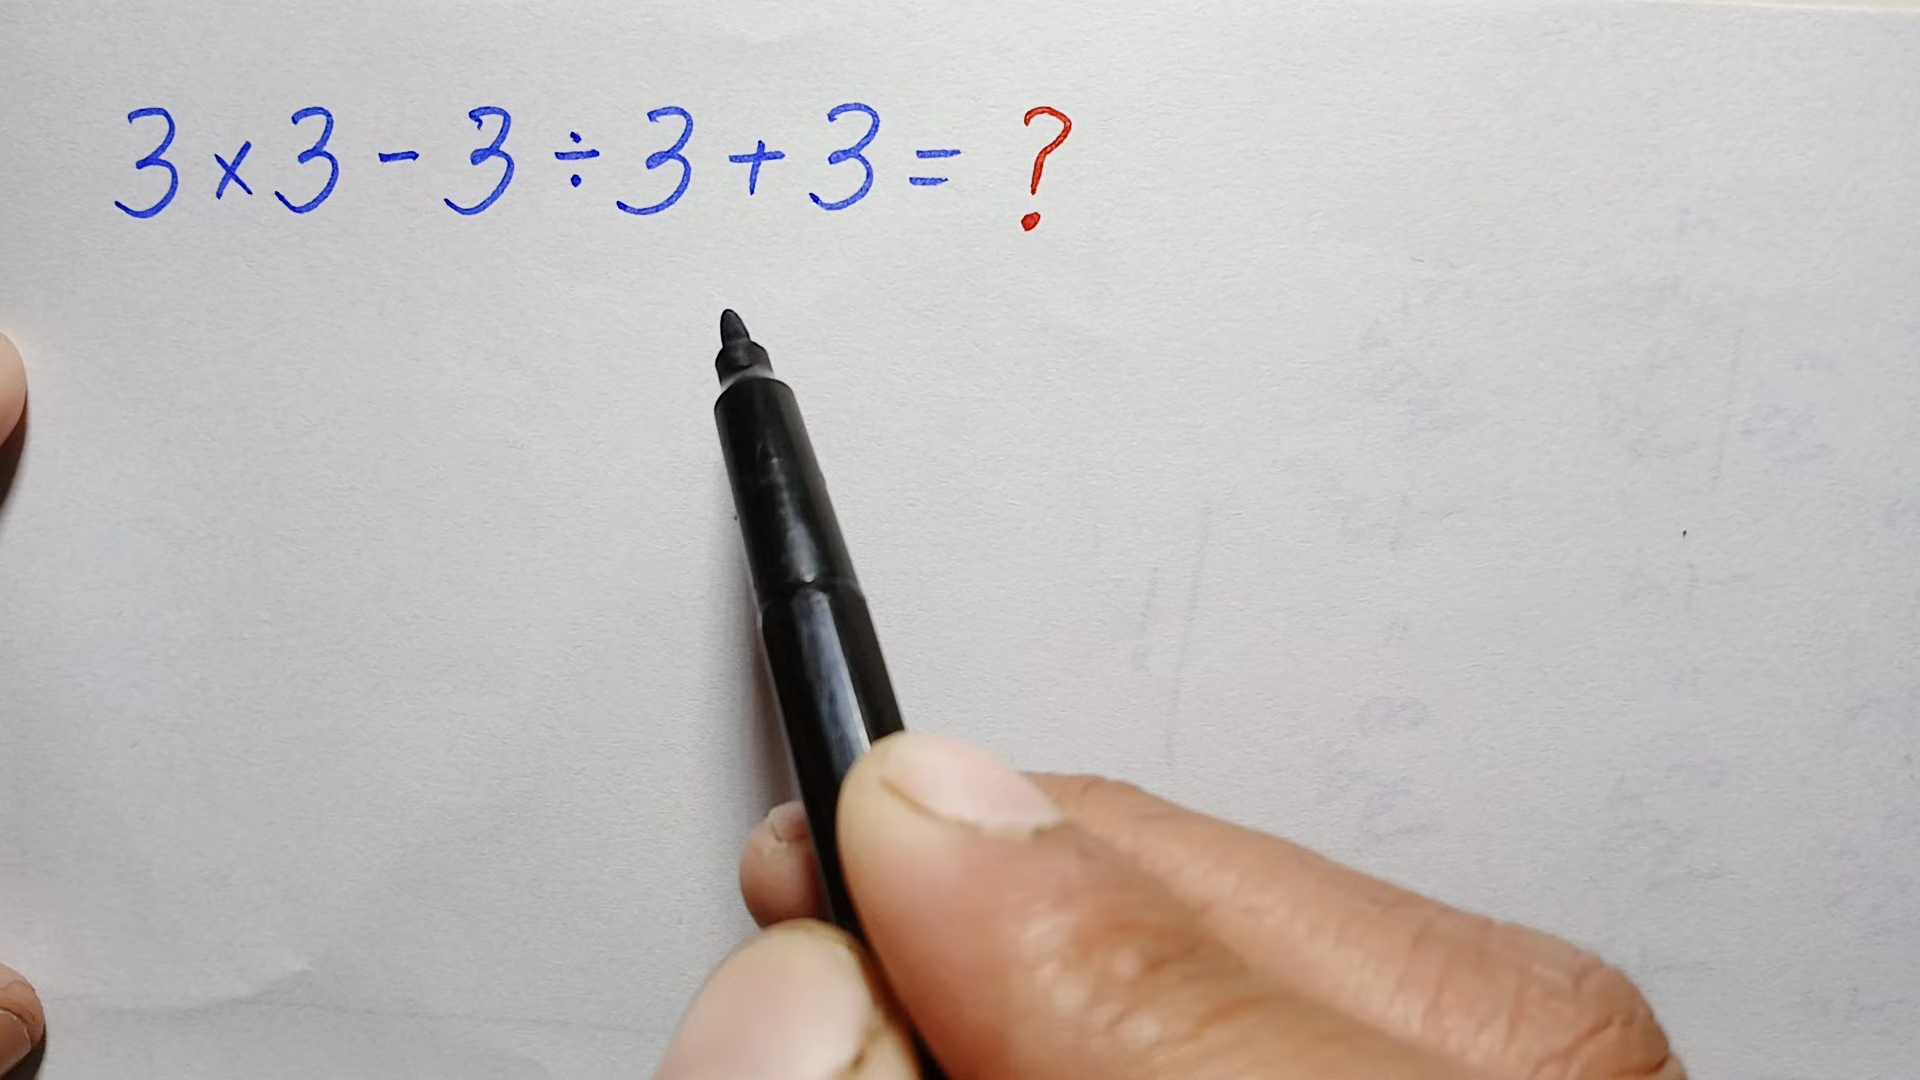 3 × 3 - 3 ÷ 3 + 3 = ?